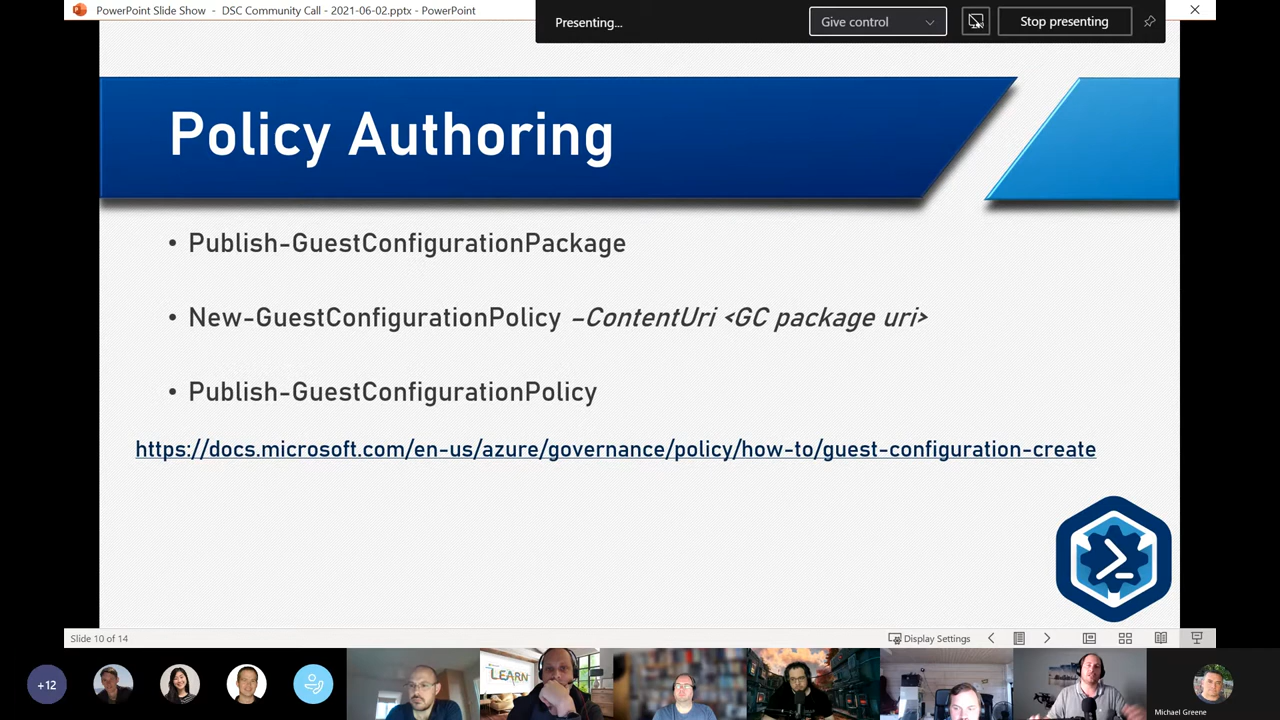 PowerPoint Slide Show - DSC Community Call - 2021-06-02.pptx - PowerPoint
Presenting...
Give control
Stop presenting
Policy Authoring
• Publish-GuestConfigurationPackage
• New-GuestConfigurationPolicy –ContentUri <GC package uri>
• Publish-GuestConfigurationPolicy
https://docs.microsoft.com/en-us/azure/governance/policy/how-to/guest-configuration-create
Slide 10 of 14
Display Settings
+12
LEARN
Michael Greene